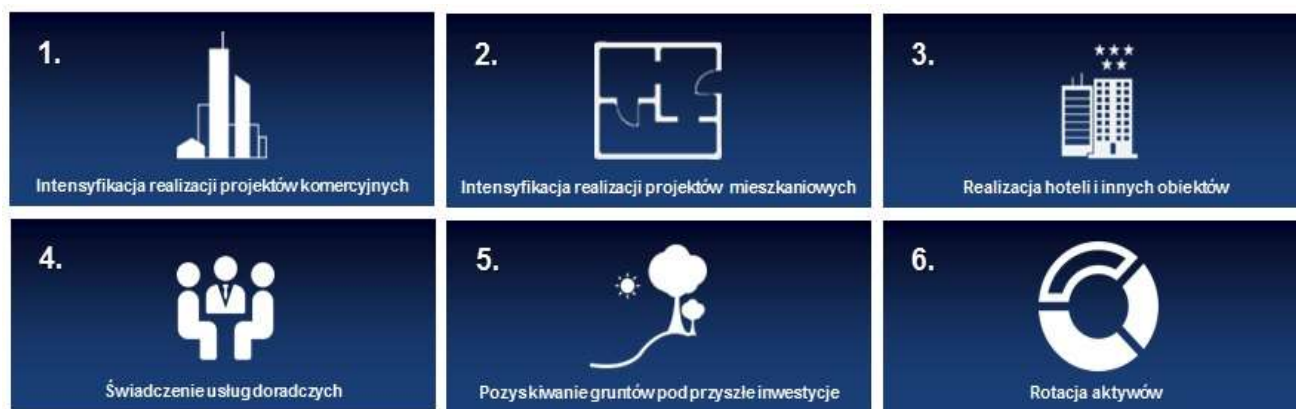 1.
Intensyfikacja realizacji projektów komercyjnych
2.
Intensyfikacja realizacji projektów mieszkaniowych
3.
Realizacja hoteli i innych obiektów
4.
Świadczenie usług doradczych
5.
Pozyskiwanie gruntów pod przyszłe inwestycje
6.
Rotacja aktywów